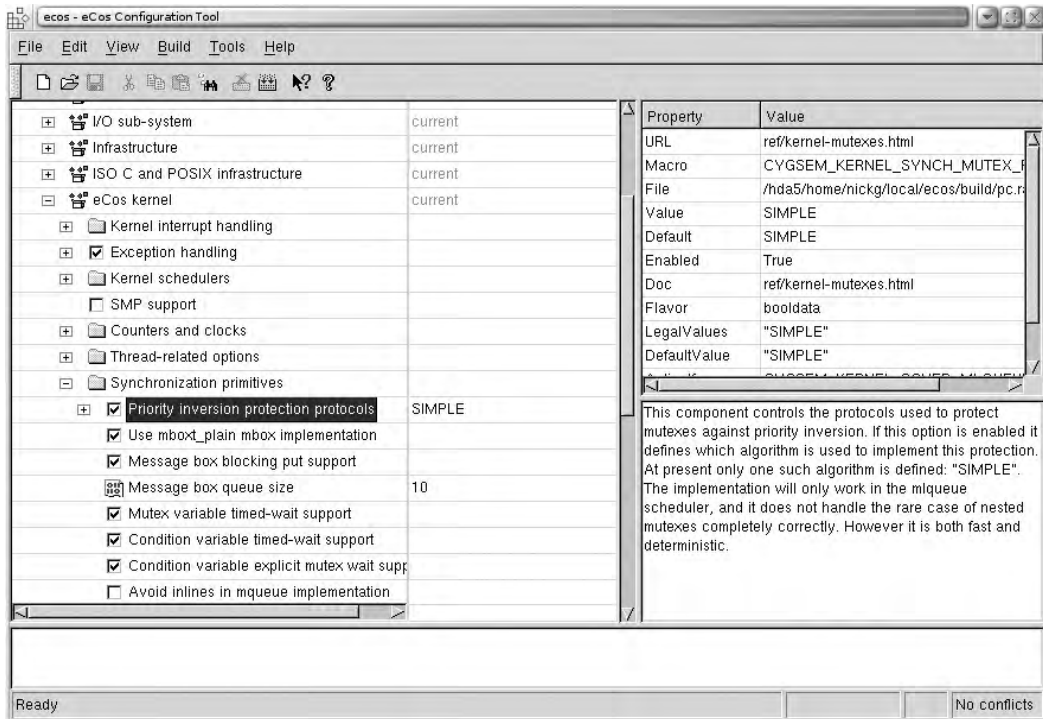 ecos - eCos Configuration Tool
File Edit View Build Tools Help
I/O sub-system current
Infrastructure current
ISO C and POSIX infrastructure current
eCos kernel current
Kernel interrupt handling
Exception handling
Kernel schedulers
SMP support
Counters and clocks
Thread-related options
Synchronization primitives
Priority inversion protection protocols SIMPLE
Use mboxt_plain mbox implementation
Message box blocking put support
Message box queue size 10
Mutex variable timed-wait support
Condition variable timed-wait support
Condition variable explicit mutex wait supp
Avoid inlines in mqueue implementation
Property Value
URL ref/kernel-mutexes.html
Macro CYGSEM_KERNEL_SYNCH_MUTEX_F
File /hda5/home/nickg/local/ecos/build/pc.ra
Value SIMPLE
Default SIMPLE
Enabled True
Doc ref/kernel-mutexes.html
Flavor booldata
LegalValues "SIMPLE"
DefaultValue "SIMPLE"
This component controls the protocols used to protect
mutexes against priority inversion. If this option is enabled it
defines which algorithm is used to implement this protection.
At present only one such algorithm is defined: "SIMPLE".
The implementation will only work in the mlqueue
scheduler, and it does not handle the rare case of nested
mutexes completely correctly. However it is both fast and
deterministic.
Ready No conflicts